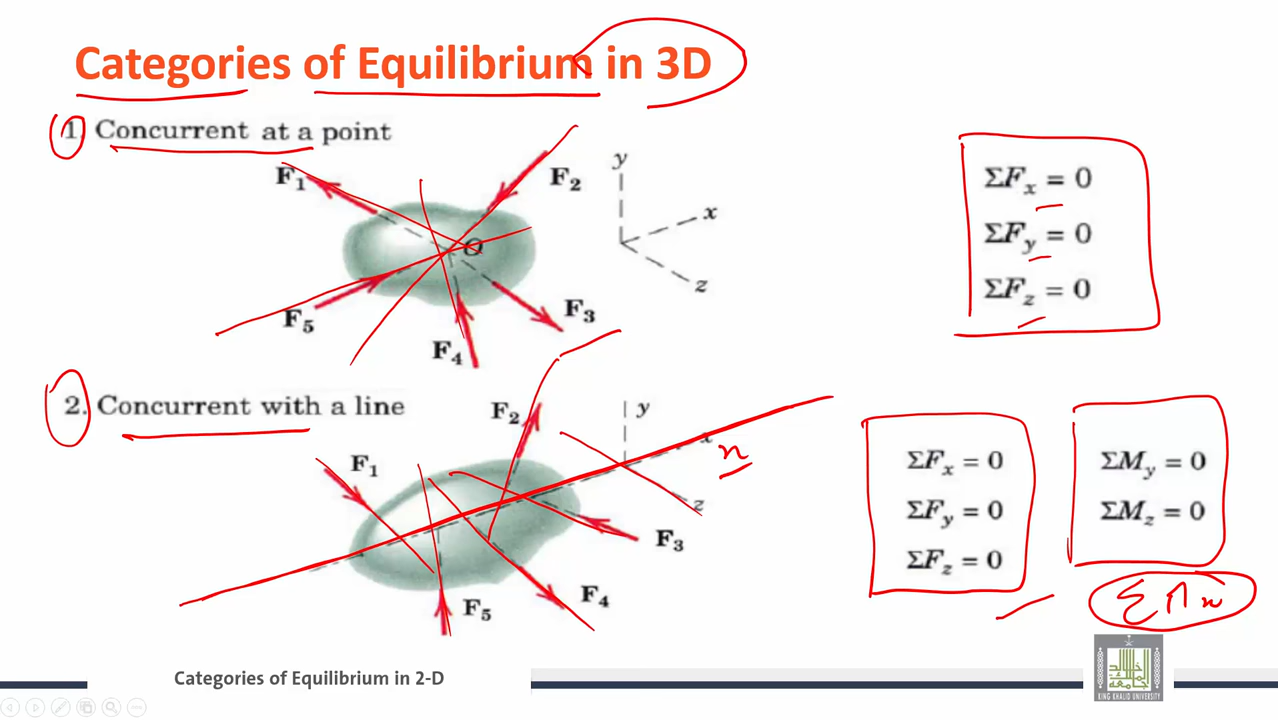 Categories of Equilibrium in 3D
1. Concurrent at a point
F₁
F₂
y
x
z
O
F₅
F₄
F₃
ΣFₓ = 0
ΣF_y = 0
ΣF_z = 0
2. Concurrent with a line
F₂
y
F₁
x
x
z
F₃
F₄
F₅
ΣFₓ = 0
ΣF_y = 0
ΣF_z = 0
ΣM_y = 0
ΣM_z = 0
ΣMx
Categories of Equilibrium in 2-D
KING KHALID UNIVERSITY